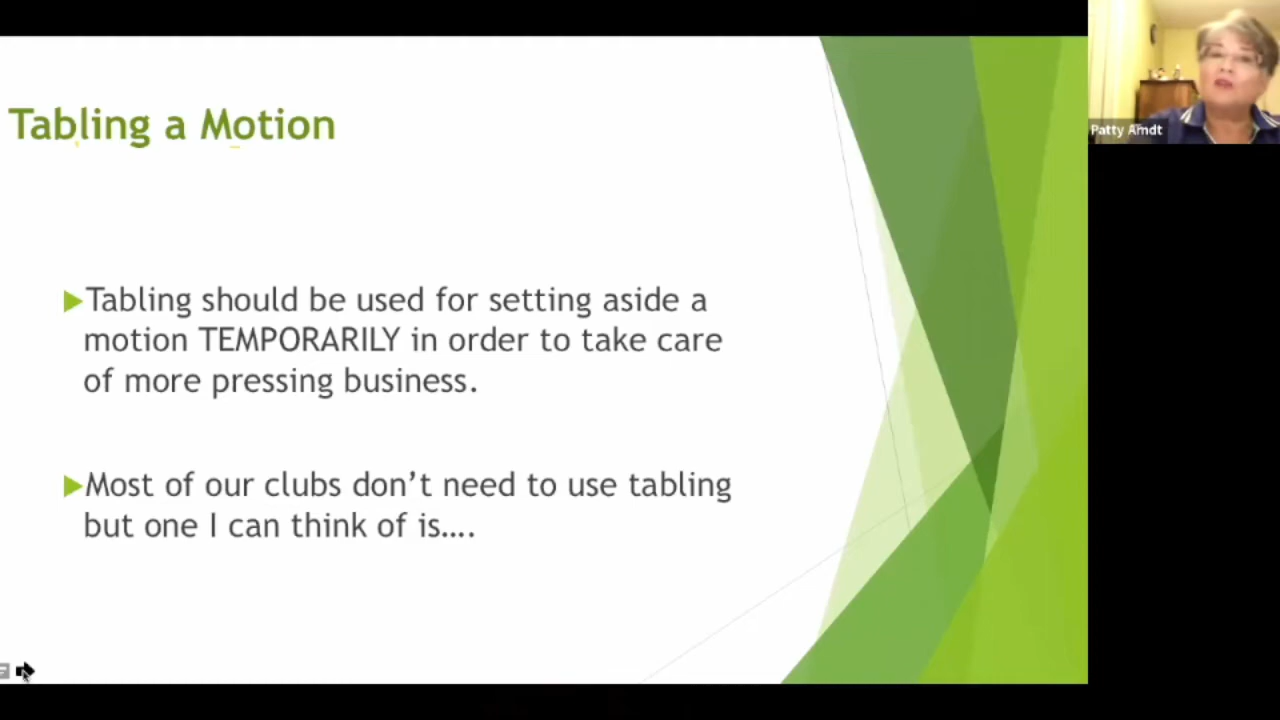 Tabling a Motion
Patty Arndt
Tabling should be used for setting aside a
motion TEMPORARILY in order to take care
of more pressing business.
Most of our clubs don’t need to use tabling
but one I can think of is….